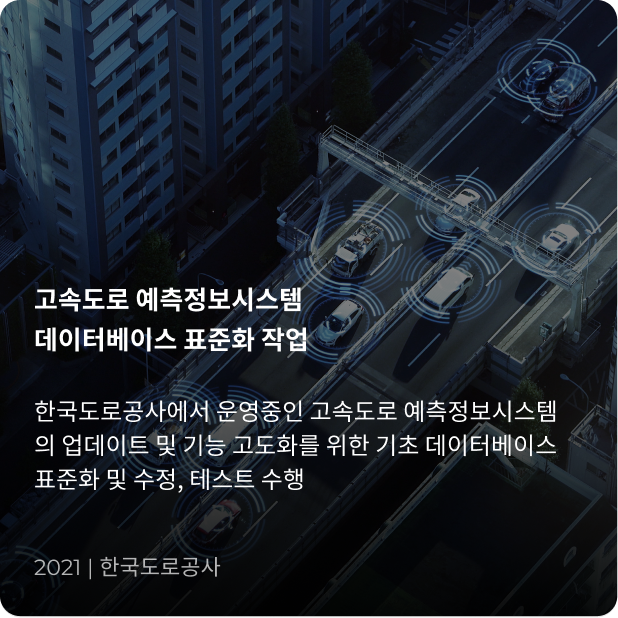 고속도로 예측정보시스템
데이터베이스 표준화 작업
한국도로공사에서 운영중인 고속도로 예측정보시스템
의 업데이트 및 기능 고도화를 위한 기초 데이터베이스
표준화 및 수정, 테스트 수행
2021 | 한국도로공사